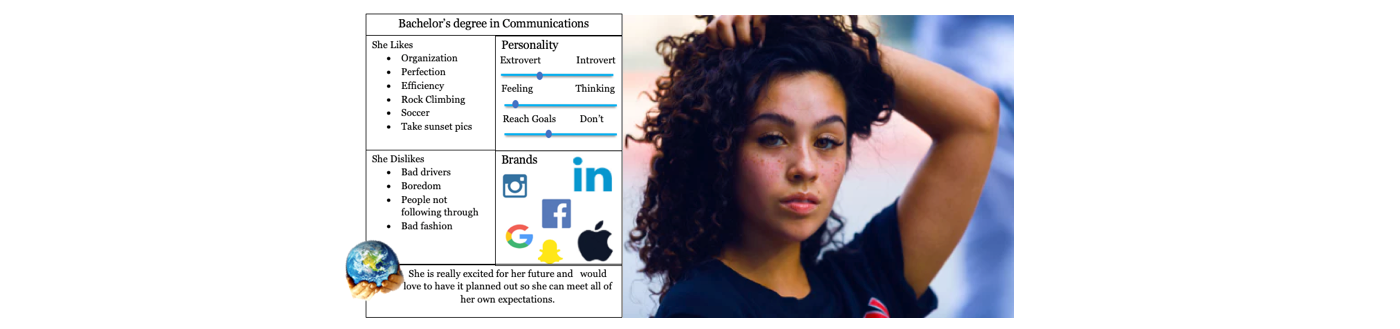 Bachelor's degree in Communications
She Likes
• Organization
• Perfection
• Efficiency
• Rock Climbing
• Soccer
• Take sunset pics
Personality
Extrovert Introvert
Feeling Thinking
Reach Goals Don't
She Dislikes
• Bad drivers
• Boredom
• People not
following through
• Bad fashion
Brands
in
f
G
She is really excited for her future and would
love to have it planned out so she can meet all of
her own expectations.